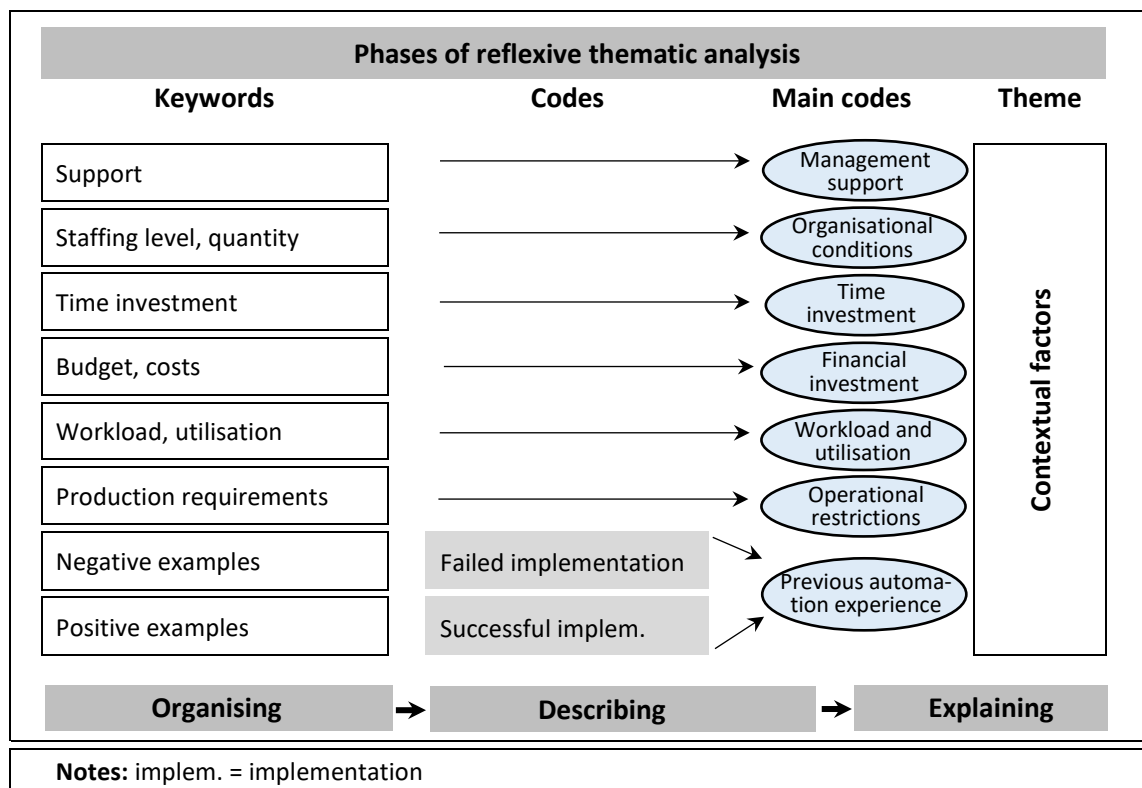 Phases of reflexive thematic analysis
Keywords Codes Main codes Theme
Support
Management
support
Staffing level, quantity
Organisational
conditions
Time investment
Time
investment
Budget, costs
Financial
investment
Workload, utilisation
Workload and
utilisation
Production requirements
Operational
restrictions
Negative examples
Failed implementation
Positive examples
Successful implem.
Previous automa-
tion experience
Contextual factors
Organising Describing Explaining
Notes: implem. = implementation